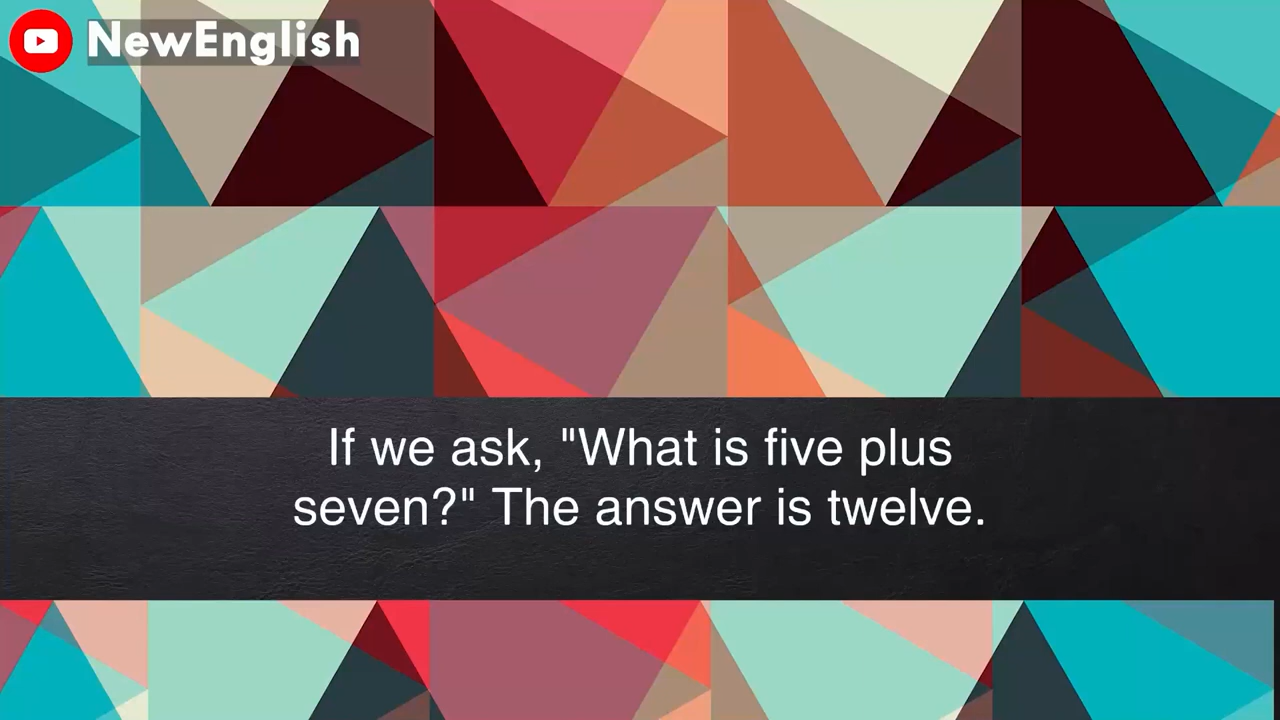 NewEnglish
If we ask, "What is five plus
seven?" The answer is twelve.